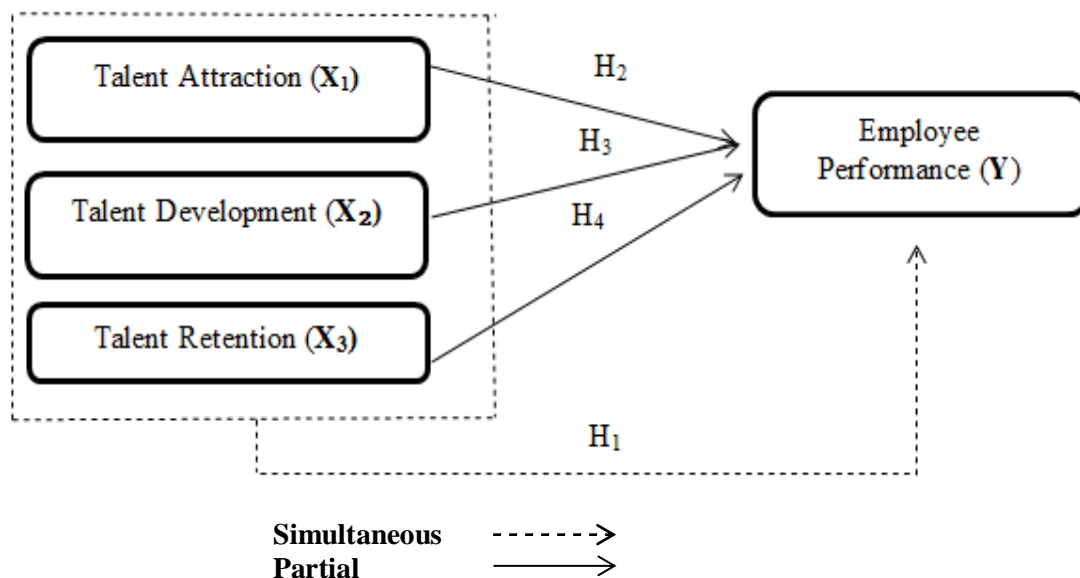 Talent Attraction (X₁)
H₂
Employee
Performance (Y)
H₃
Talent Development (X₂)
H₄
Talent Retention (X₃)
H₁
Simultaneous
Partial